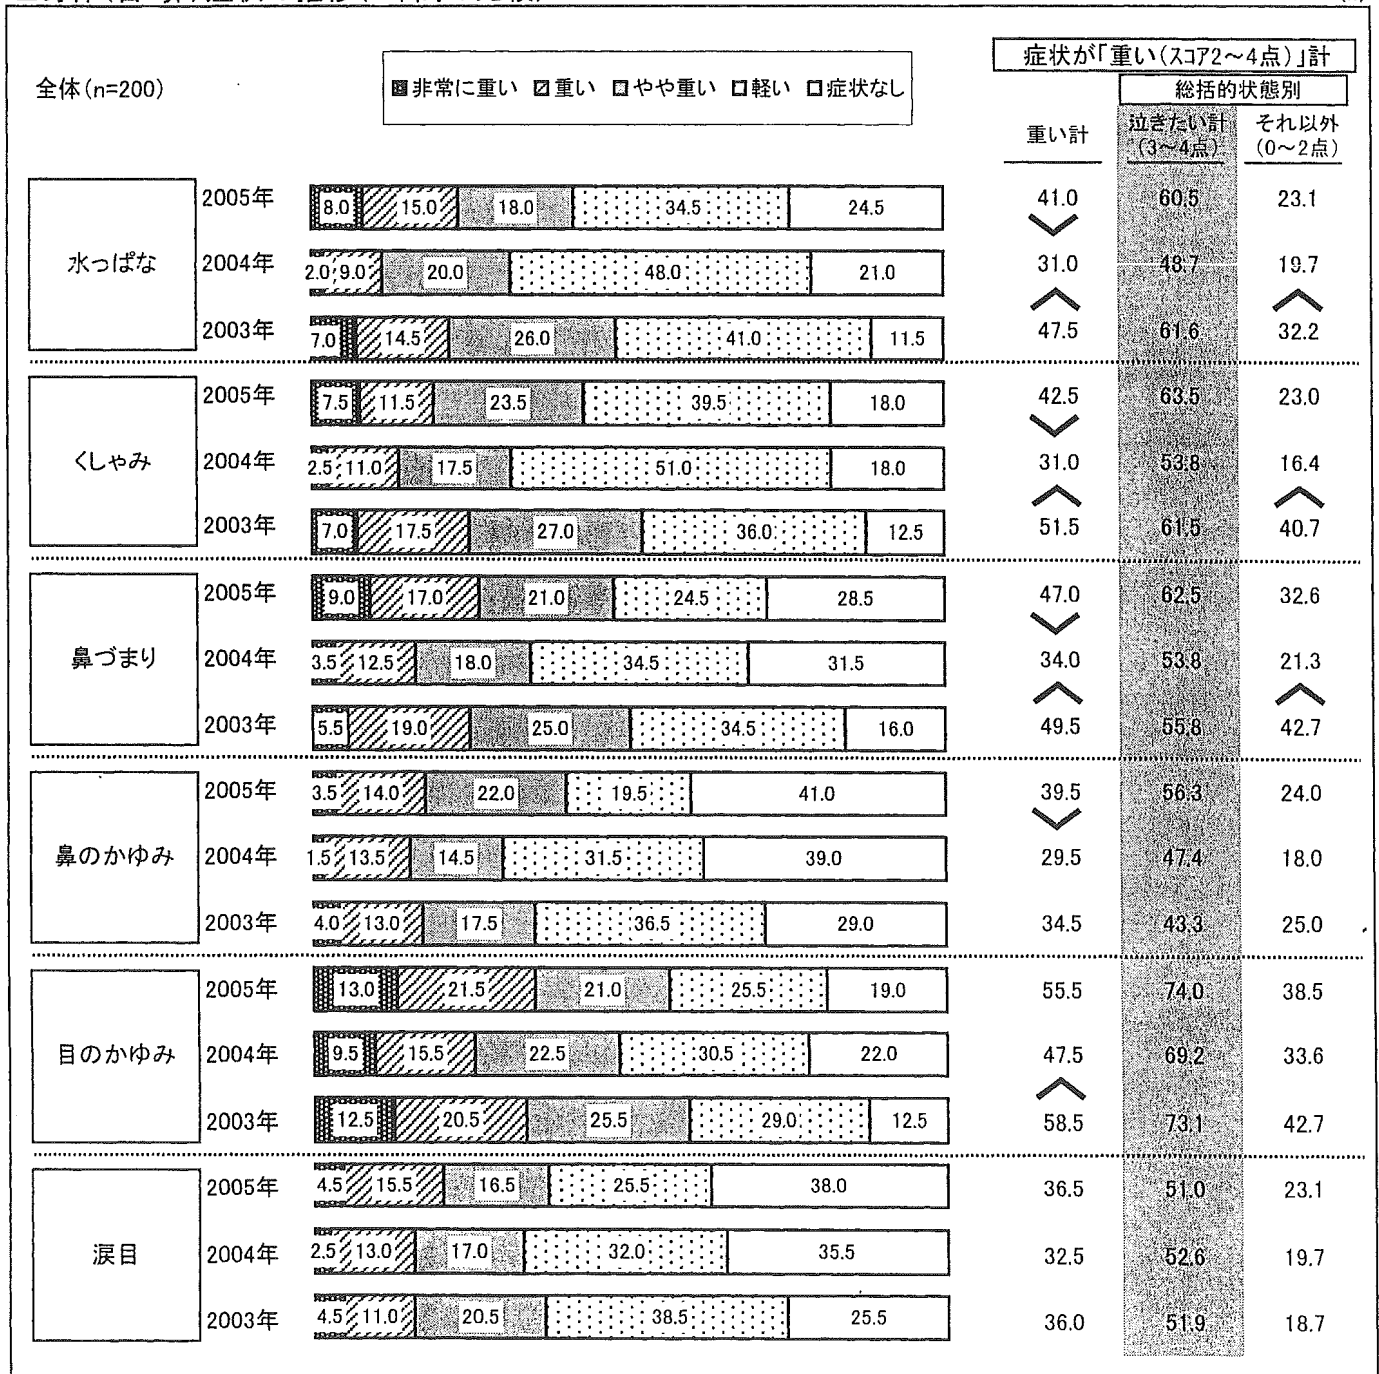 全体(n=200)
非常に重い 重い やや重い 軽い 症状なし
症状が「重い(スコア2～4点)」計
総括的状態別
重い計 泣きたい計 それ以外
(3～4点) (0～2点)
水っぱな
2005年 8.0 15.0 18.0 34.5 24.5 41.0 60.5 23.1
2004年 2.0 9.0 20.0 48.0 21.0 31.0 48.7 19.7
2003年 7.0 14.5 26.0 41.0 11.5 47.5 61.6 32.2
くしゃみ
2005年 7.5 11.5 23.5 39.5 18.0 42.5 63.5 23.0
2004年 2.5 11.0 17.5 51.0 18.0 31.0 53.8 16.4
2003年 7.0 17.5 27.0 36.0 12.5 51.5 61.5 40.7
鼻づまり
2005年 9.0 17.0 21.0 24.5 28.5 47.0 62.5 32.6
2004年 3.5 12.5 18.0 34.5 31.5 34.0 53.8 21.3
2003年 5.5 19.0 25.0 34.5 16.0 49.5 55.8 42.7
鼻のかゆみ
2005年 3.5 14.0 22.0 19.5 41.0 39.5 56.3 24.0
2004年 1.5 13.5 14.5 31.5 39.0 29.5 47.4 18.0
2003年 4.0 13.0 17.5 36.5 29.0 34.5 43.3 25.0
目のかゆみ
2005年 13.0 21.5 21.0 25.5 19.0 55.5 74.0 38.5
2004年 9.5 15.5 22.5 30.5 22.0 47.5 69.2 33.6
2003年 12.5 20.5 25.5 29.0 12.5 58.5 73.1 42.7
涙目
2005年 4.5 15.5 16.5 25.5 38.0 36.5 51.0 23.1
2004年 2.5 13.0 17.0 32.0 35.5 32.5 52.6 19.7
2003年 4.5 11.0 20.5 38.5 25.5 36.0 51.9 18.7